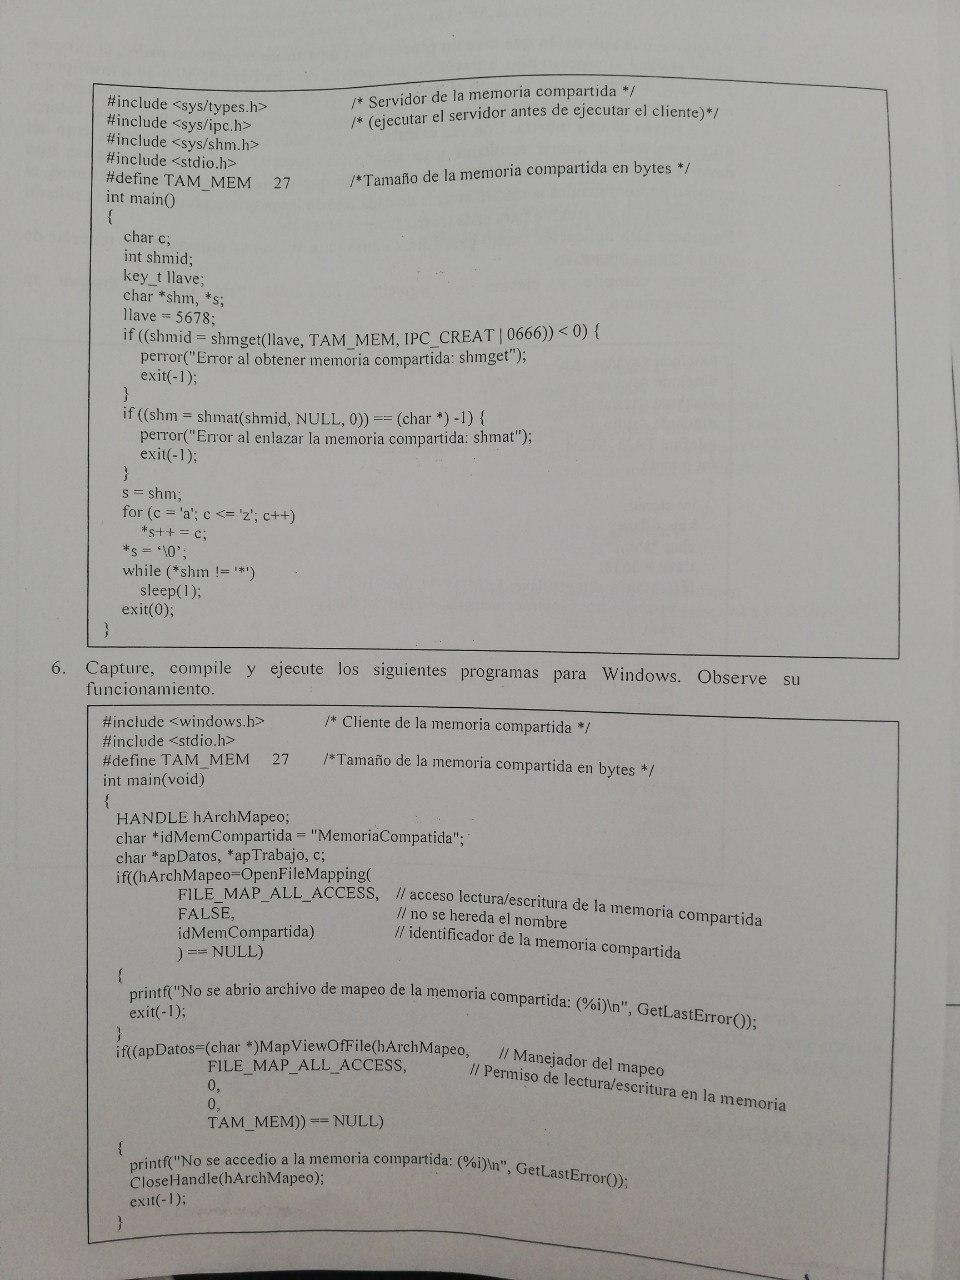 #include <sys/types.h> /* Servidor de la memoria compartida */
#include <sys/ipc.h> /* (ejecutar el servidor antes de ejecutar el cliente)*/
#include <sys/shm.h>
#include <stdio.h>
#define TAM_MEM 27 /*Tamaño de la memoria compartida en bytes */
int main()
{
char c;
int shmid;
key_t llave;
char *shm, *s;
llave = 5678;
if ((shmid = shmget(llave, TAM_MEM, IPC_CREAT | 0666)) < 0) {
perror("Error al obtener memoria compartida: shmget");
exit(-1);
}
if ((shm = shmat(shmid, NULL, 0)) == (char *) -1) {
perror("Error al enlazar la memoria compartida: shmat");
exit(-1);
}
s = shm;
for (c = 'a'; c <= 'z'; c++)
*s++ = c;
*s = ‘\0’;
while (*shm != '*')
sleep(1);
exit(0);
}
6. Capture, compile y ejecute los siguientes programas para Windows. Observe su
funcionamiento.
#include <windows.h> /* Cliente de la memoria compartida */
#include <stdio.h>
#define TAM_MEM 27 /*Tamaño de la memoria compartida en bytes */
int main(void)
{
HANDLE hArchMapeo;
char *idMemCompartida = "MemoriaCompatida";
char *apDatos, *apTrabajo, c;
if((hArchMapeo=OpenFileMapping(
FILE_MAP_ALL_ACCESS, // acceso lectura/escritura de la memoria compartida
FALSE, // no se hereda el nombre
idMemCompartida) // identificador de la memoria compartida
) == NULL)
{
printf("No se abrio archivo de mapeo de la memoria compartida: (%i)\n", GetLastError());
exit(-1);
}
if((apDatos=(char *)MapViewOfFile(hArchMapeo, // Manejador del mapeo
FILE_MAP_ALL_ACCESS, // Permiso de lectura/escritura en la memoria
0,
0,
TAM_MEM)) == NULL)
{
printf("No se accedio a la memoria compartida: (%i)\n", GetLastError());
CloseHandle(hArchMapeo);
exit(-1);
}